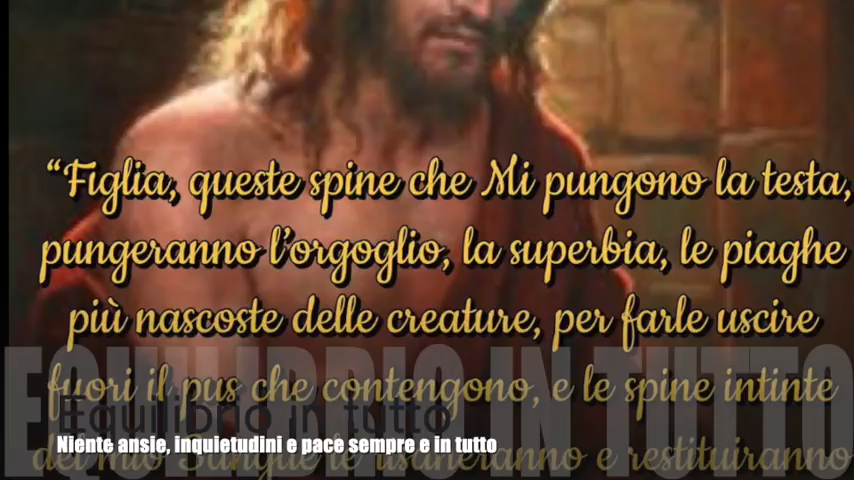 “Figlia, queste spine che Mi pungono la testa,
pungeranno l’orgoglio, la superbia, le piaghe
più nascoste delle creature, per farle uscire
fuori il pus che contengono, e le spine intinte
del mio Sangue le risaneranno e restituiranno
EQUILIBRIO IN TUTTO
Equilibrio in tutto
Niente ansie, inquietudini e pace sempre e in tutto